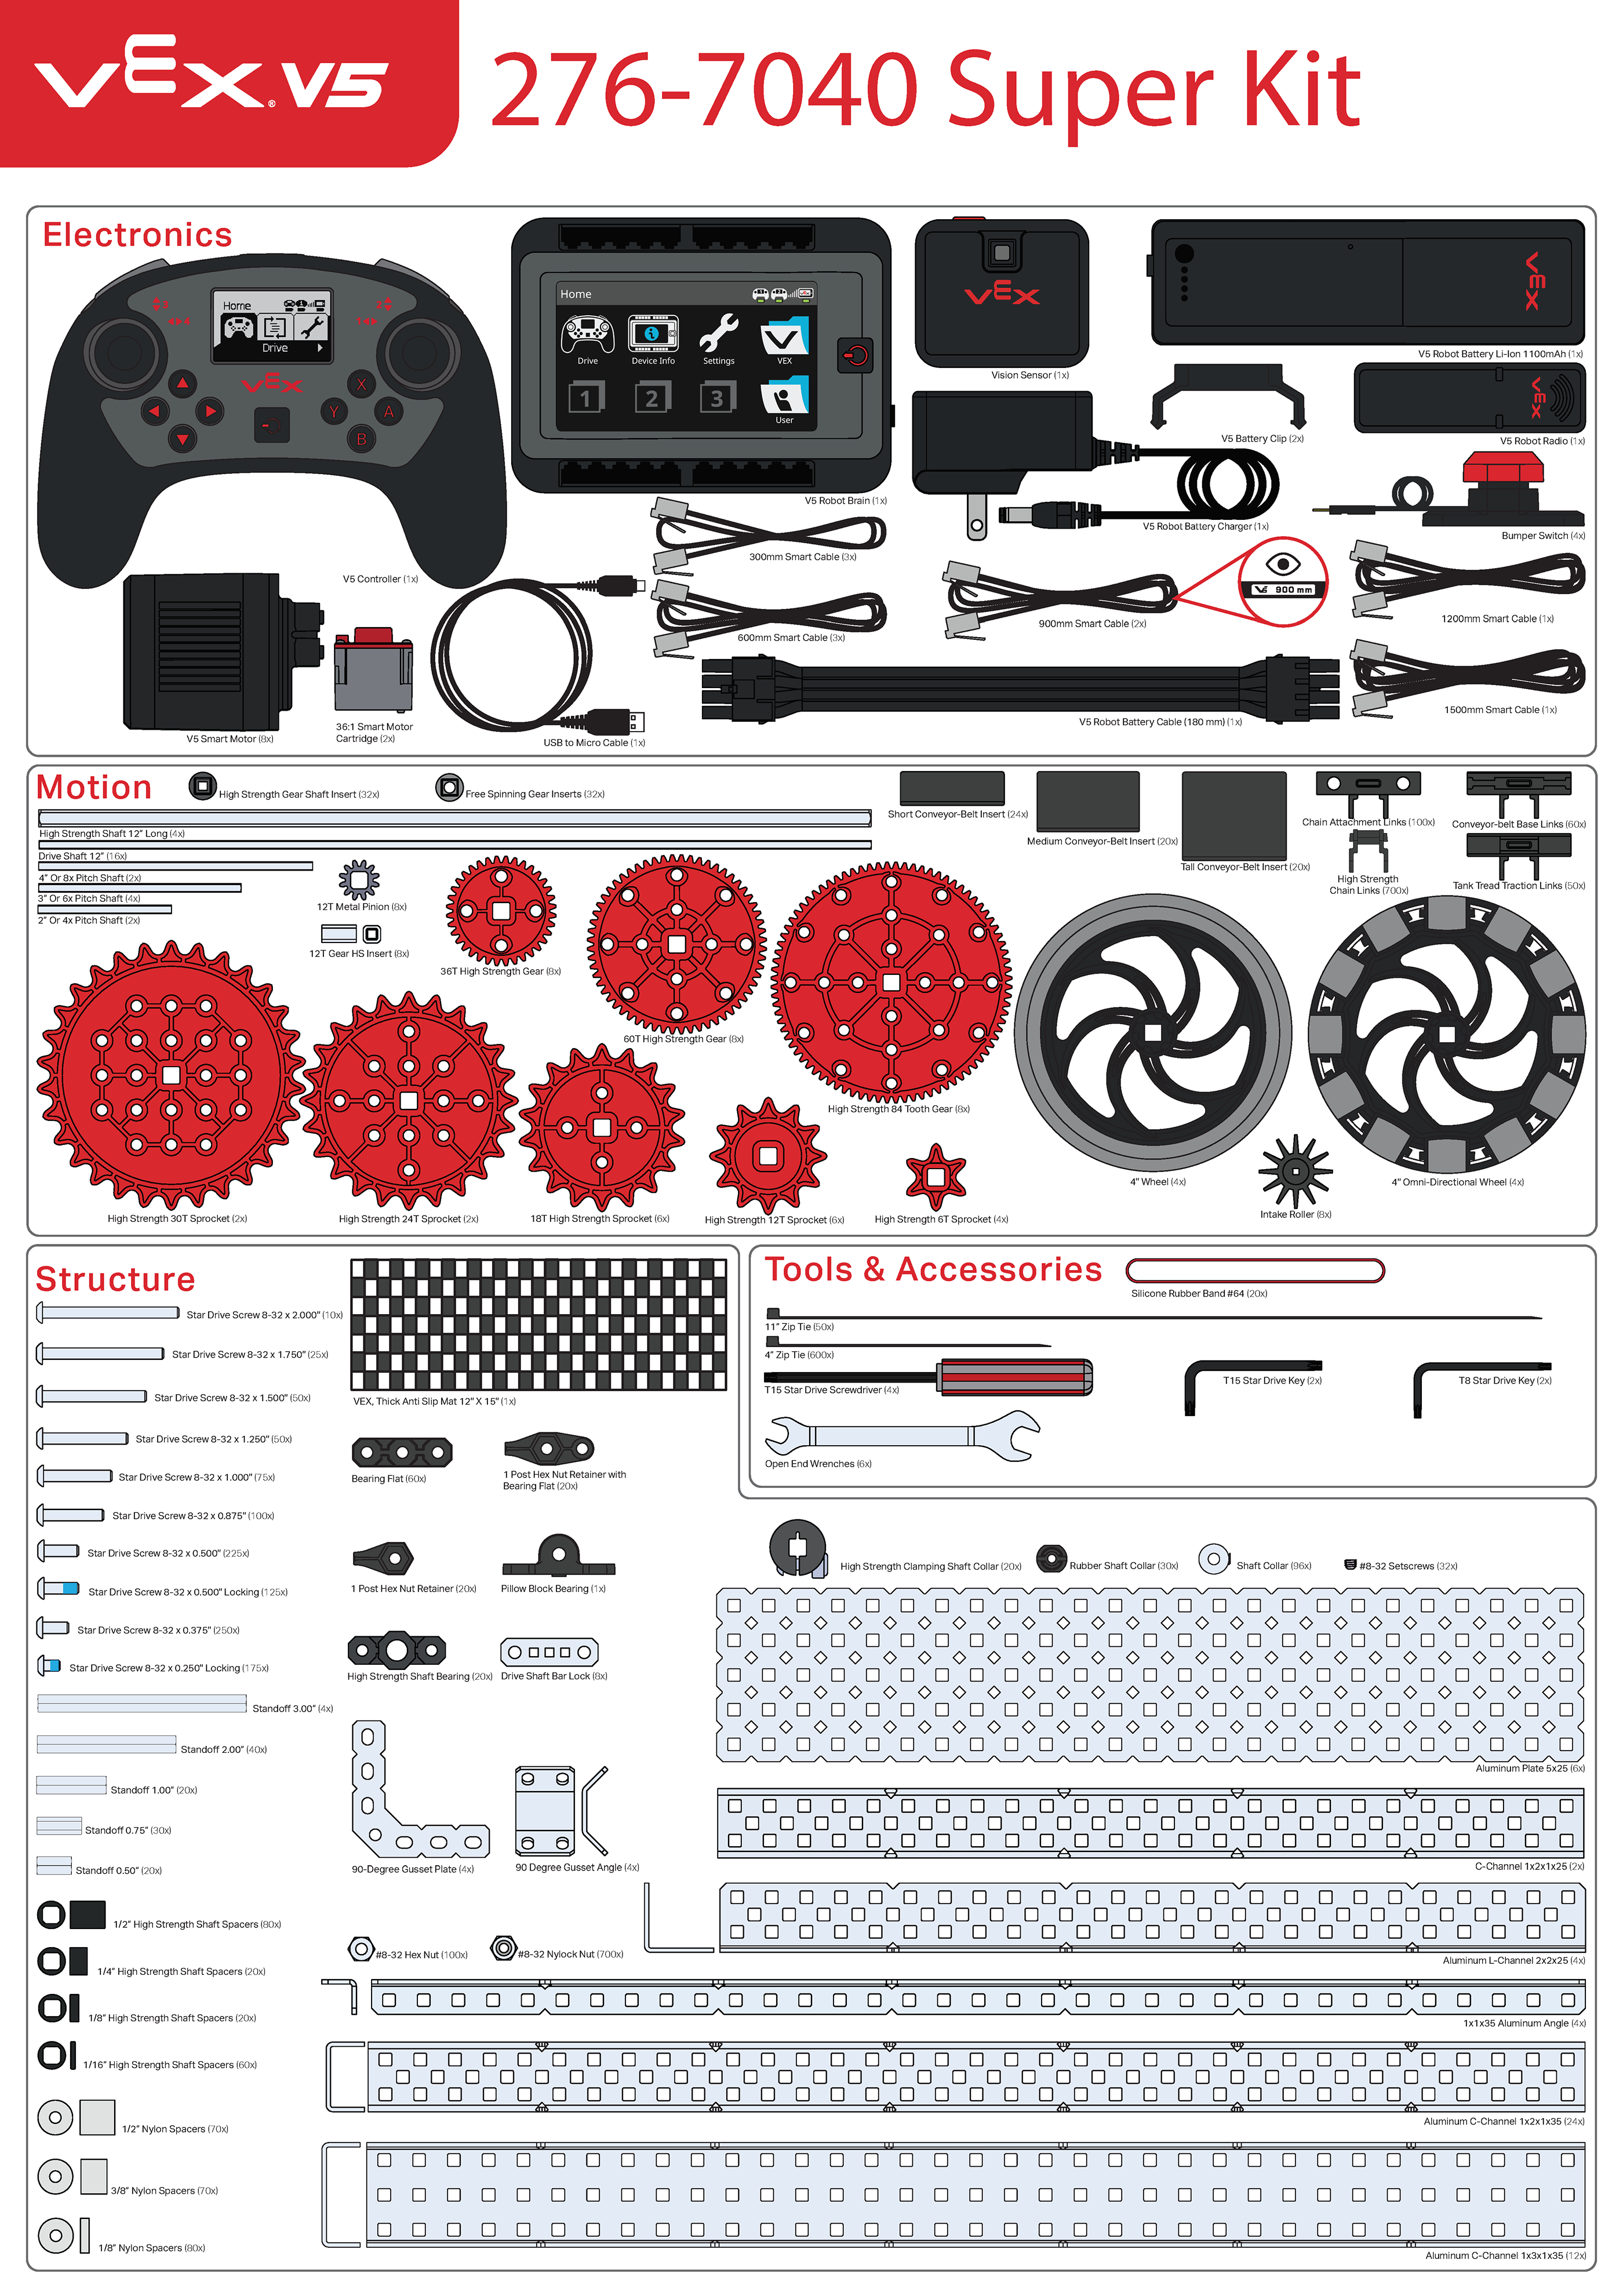 VEX® V5
276-7040 Super Kit
Electronics
Home
Drive
VEX
X
Y
A
B
V5 Controller (1x)
Home
Drive
Device Info
Settings
VEX
1
2
3
User
V5 Robot Brain (1x)
VEX
Vision Sensor (1x)
VEX
V5 Robot Battery Li-Ion 1100mAh (1x)
V5 Battery Clip (2x)
VEX
V5 Robot Radio (1x)
V5 Robot Battery Charger (1x)
Bumper Switch (4x)
300mm Smart Cable (3x)
600mm Smart Cable (3x)
900 mm
900mm Smart Cable (2x)
1200mm Smart Cable (1x)
1500mm Smart Cable (1x)
V5 Robot Battery Cable (180 mm) (1x)
V5 Smart Motor (8x)
36:1 Smart Motor
Cartridge (2x)
USB to Micro Cable (1x)
Motion
High Strength Gear Shaft Insert (32x)
Free Spinning Gear Inserts (32x)
High Strength Shaft 12" Long (4x)
Drive Shaft 12" (16x)
4" Or 8x Pitch Shaft (2x)
3" Or 6x Pitch Shaft (4x)
2" Or 4x Pitch Shaft (2x)
12T Metal Pinion (8x)
12T Gear HS Insert (8x)
36T High Strength Gear (8x)
60T High Strength Gear (8x)
High Strength 84 Tooth Gear (8x)
Short Conveyor-Belt Insert (24x)
Medium Conveyor-Belt Insert (20x)
Tall Conveyor-Belt Insert (20x)
Chain Attachment Links (100x)
Conveyor-belt Base Links (60x)
High Strength
Chain Links (700x)
Tank Tread Traction Links (50x)
High Strength 30T Sprocket (2x)
High Strength 24T Sprocket (2x)
18T High Strength Sprocket (6x)
High Strength 12T Sprocket (6x)
High Strength 6T Sprocket (4x)
4" Wheel (4x)
Intake Roller (8x)
4" Omni-Directional Wheel (4x)
Structure
Star Drive Screw 8-32 x 2.000" (10x)
Star Drive Screw 8-32 x 1.750" (25x)
Star Drive Screw 8-32 x 1.500" (50x)
Star Drive Screw 8-32 x 1.250" (50x)
Star Drive Screw 8-32 x 1.000" (75x)
Star Drive Screw 8-32 x 0.875" (100x)
Star Drive Screw 8-32 x 0.500" (225x)
Star Drive Screw 8-32 x 0.500" Locking (125x)
Star Drive Screw 8-32 x 0.375" (250x)
Star Drive Screw 8-32 x 0.250" Locking (175x)
Standoff 3.00" (4x)
Standoff 2.00" (40x)
Standoff 1.00" (20x)
Standoff 0.75" (30x)
Standoff 0.50" (20x)
1/2" High Strength Shaft Spacers (80x)
1/4" High Strength Shaft Spacers (20x)
1/8" High Strength Shaft Spacers (20x)
1/16" High Strength Shaft Spacers (60x)
1/2" Nylon Spacers (70x)
3/8" Nylon Spacers (70x)
1/8" Nylon Spacers (80x)
VEX, Thick Anti Slip Mat 12" X 15" (1x)
Bearing Flat (60x)
1 Post Hex Nut Retainer with
Bearing Flat (20x)
1 Post Hex Nut Retainer (20x)
Pillow Block Bearing (1x)
High Strength Shaft Bearing (20x)
Drive Shaft Bar Lock (8x)
90-Degree Gusset Plate (4x)
90 Degree Gusset Angle (4x)
#8-32 Hex Nut (100x)
#8-32 Nylock Nut (700x)
Tools & Accessories
Silicone Rubber Band #64 (20x)
11" Zip Tie (50x)
4" Zip Tie (600x)
T15 Star Drive Screwdriver (4x)
T15 Star Drive Key (2x)
T8 Star Drive Key (2x)
Open End Wrenches (6x)
High Strength Clamping Shaft Collar (20x)
Rubber Shaft Collar (30x)
Shaft Collar (96x)
#8-32 Setscrews (32x)
Aluminum Plate 5x25 (6x)
C-Channel 1x2x1x25 (2x)
Aluminum L-Channel 2x2x25 (4x)
1x1x35 Aluminum Angle (4x)
Aluminum C-Channel 1x2x1x35 (24x)
Aluminum C-Channel 1x3x1x35 (12x)